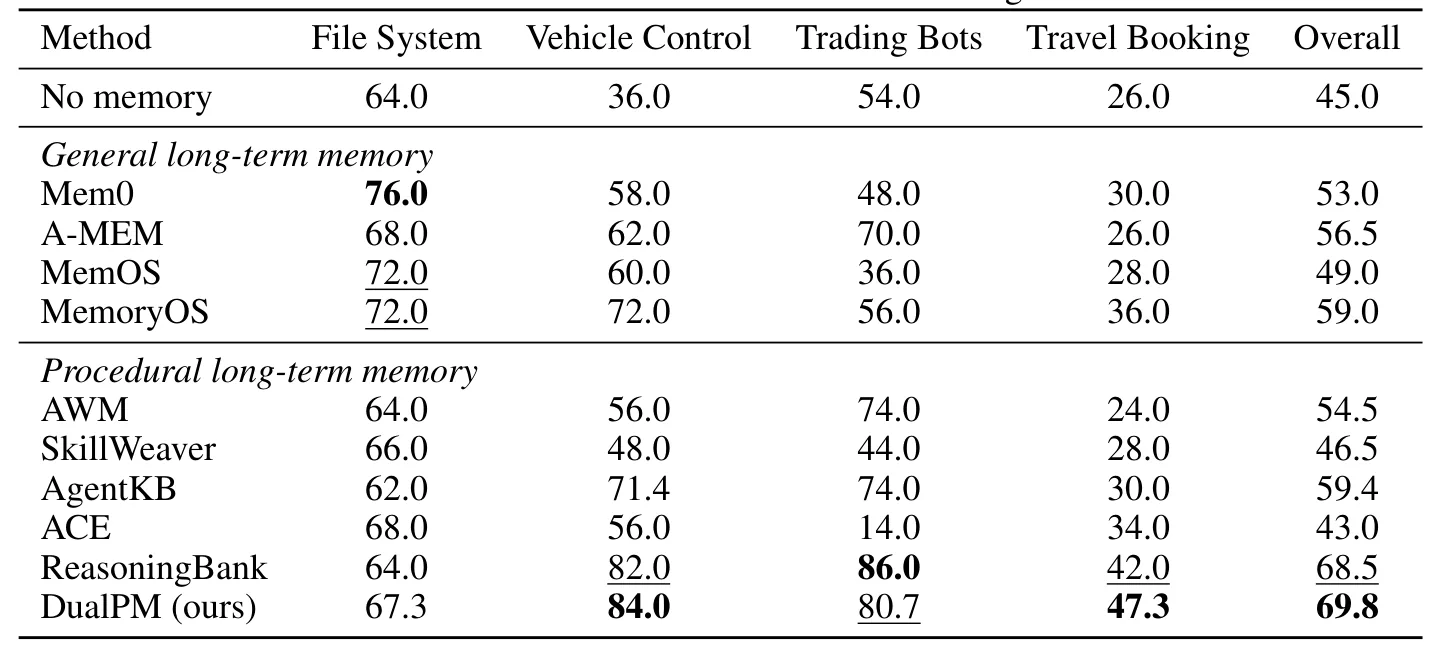 Method File System Vehicle Control Trading Bots Travel Booking Overall
No memory 64.0 36.0 54.0 26.0 45.0
General long-term memory
Mem0 76.0 58.0 48.0 30.0 53.0
A-MEM 68.0 62.0 70.0 26.0 56.5
MemOS 72.0 60.0 36.0 28.0 49.0
MemoryOS 72.0 72.0 56.0 36.0 59.0
Procedural long-term memory
AWM 64.0 56.0 74.0 24.0 54.5
SkillWeaver 66.0 48.0 44.0 28.0 46.5
AgentKB 62.0 71.4 74.0 30.0 59.4
ACE 68.0 56.0 14.0 34.0 43.0
ReasoningBank 64.0 82.0 86.0 42.0 68.5
DualPM (ours) 67.3 84.0 80.7 47.3 69.8